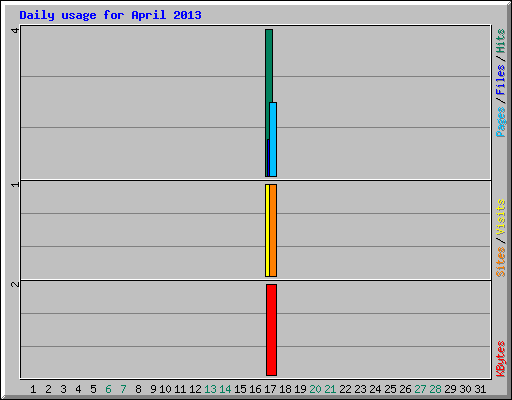 Daily usage for April 2013
4
1
2
Pages/Files/Hits
Sites/Visits
KBytes
1 2 3 4 5 6 7 8 9 10 11 12 13 14 15 16 17 18 19 20 21 22 23 24 25 26 27 28 29 30 31